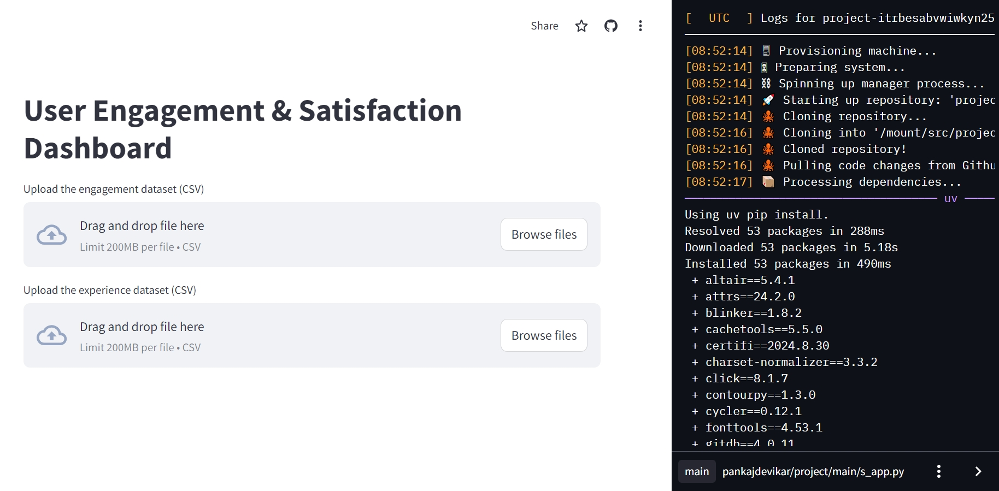 Share
User Engagement & Satisfaction
Dashboard
Upload the engagement dataset (CSV)
Drag and drop file here
Limit 200MB per file • CSV
Browse files
Upload the experience dataset (CSV)
Drag and drop file here
Limit 200MB per file • CSV
Browse files
[ UTC ] Logs for project-itrbesabvwiwkyn25
[08:52:14] Provisioning machine...
[08:52:14] Preparing system...
[08:52:14] Spinning up manager process...
[08:52:14] Starting up repository: 'projec
[08:52:14] Cloning repository...
[08:52:16] Cloning into '/mount/src/projec
[08:52:16] Cloned repository!
[08:52:16] Pulling code changes from Githu
[08:52:17] Processing dependencies...
uv
Using uv pip install.
Resolved 53 packages in 288ms
Downloaded 53 packages in 5.18s
Installed 53 packages in 490ms
+ altair==5.4.1
+ attrs==24.2.0
+ blinker==1.8.2
+ cachetools==5.5.0
+ certifi==2024.8.30
+ charset-normalizer==3.3.2
+ click==8.1.7
+ contourpy==1.3.0
+ cycler==0.12.1
+ fonttools==4.53.1
+ gitdb==4.0.11
main pankajdevikar/project/main/s_app.py